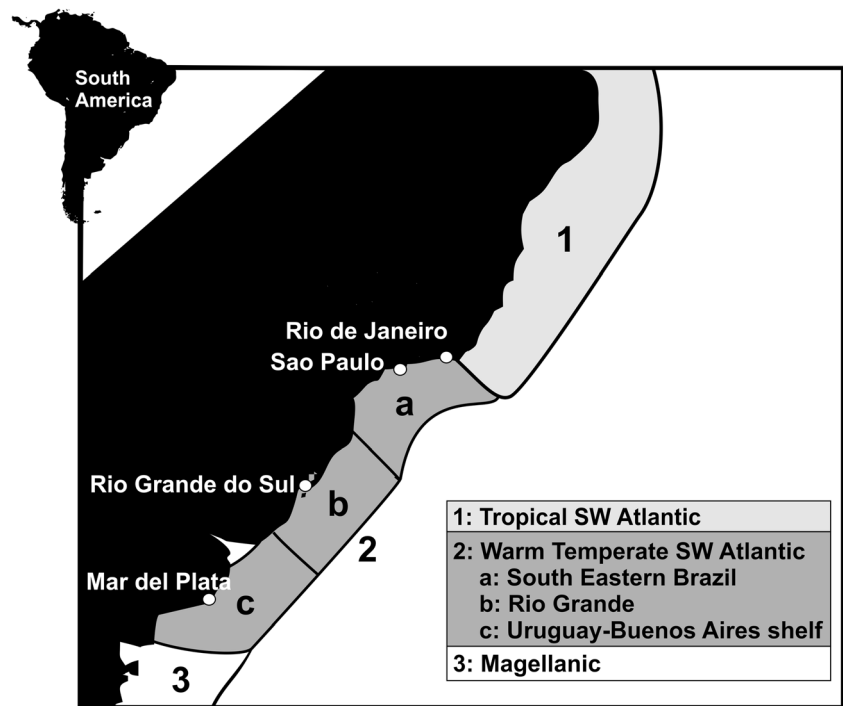 South
America
1
Rio de Janeiro
Sao Paulo
a
Rio Grande do Sul
b
2
Mar del Plata
c
3
1: Tropical SW Atlantic
2: Warm Temperate SW Atlantic
a: South Eastern Brazil
b: Rio Grande
c: Uruguay-Buenos Aires shelf
3: Magellanic